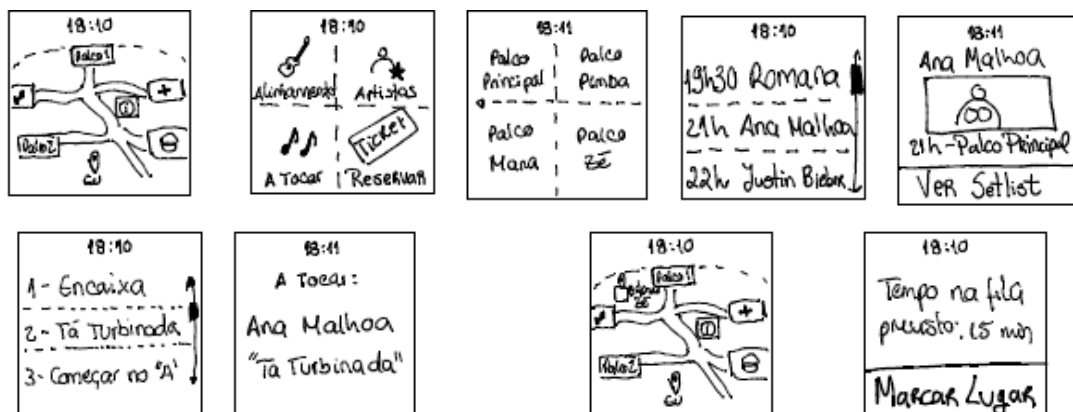 18:10
Palco 1
+
i
Palco 2
Eu
18:10
Alinhamento
Artistas
Ticket
A Tocar
Reservar
18:11
Palco
Principal
Palco
Pimba
Palco
Mana
Palco
Zé
18:10
19h30 Romana
21h Ana Malhoa
22h Justin Bieber
18:11
Ana Malhoa
21h-Palco Principal
Ver Setlist
18:10
1- Encaixa
2- Tá Turbinada
3- Começar no "A"
18:11
A Tocar:
Ana Malhoa
"Tá Turbinada"
18:10
Palco 1
+
i
Palco 2
Eu
18:10
Tempo na fila
previsto: 15 min
Marcar Lugar